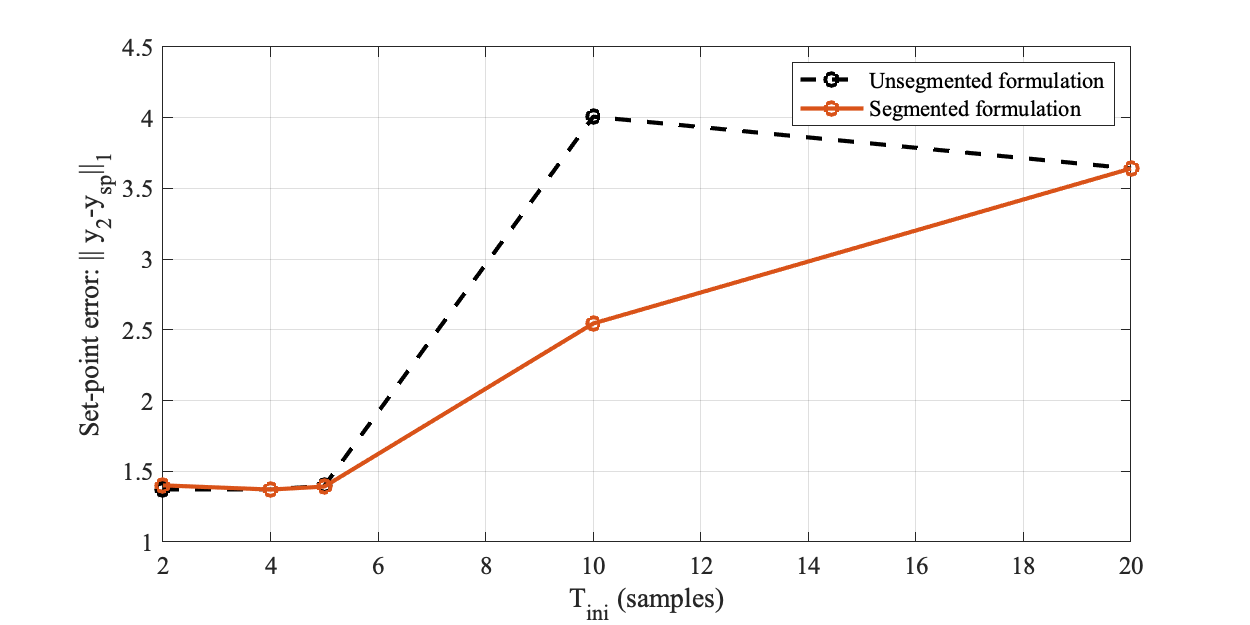 4.5
4
3.5
3
2.5
2
1.5
1
Set-point error: || y2-ysp||1
Unsegmented formulation
Segmented formulation
2 4 6 8 10 12 14 16 18 20
Tini (samples)